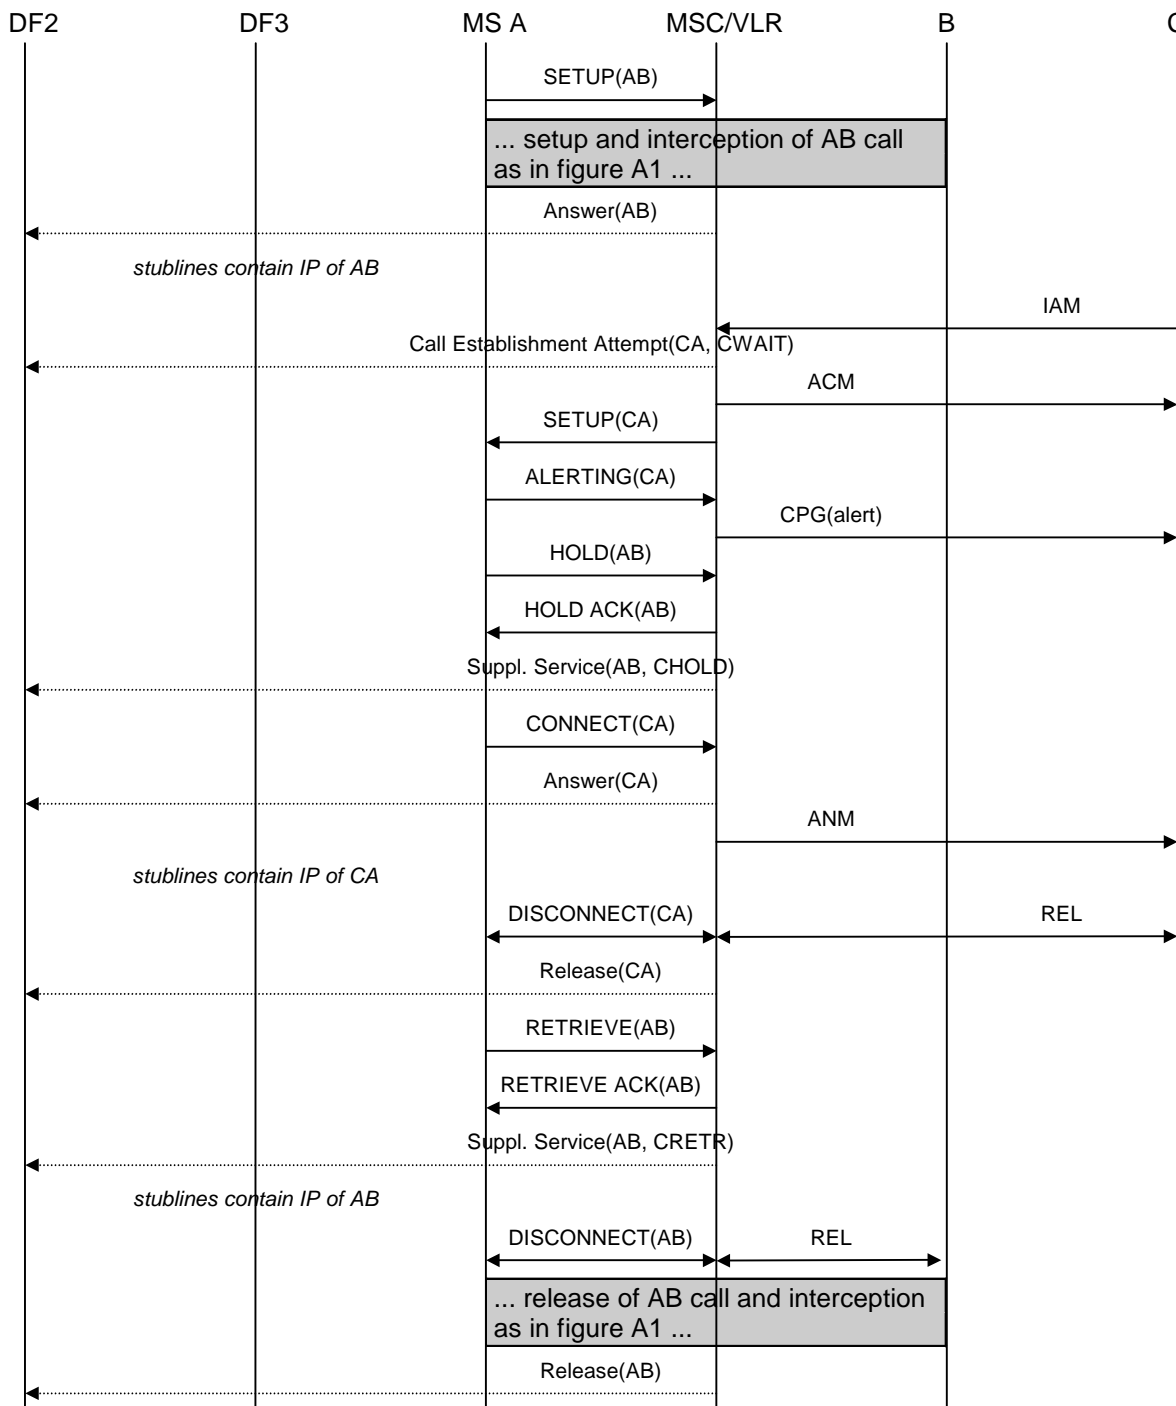 DF2 DF3 MS A MSC/VLR B
SETUP(AB)
... setup and interception of AB call
as in figure A1 ...
Answer(AB)
stublines contain IP of AB
IAM
Call Establishment Attempt(CA, CWAIT)
ACM
SETUP(CA)
ALERTING(CA)
CPG(alert)
HOLD(AB)
HOLD ACK(AB)
Suppl. Service(AB, CHOLD)
CONNECT(CA)
Answer(CA)
ANM
stublines contain IP of CA
DISCONNECT(CA) REL
Release(CA)
RETRIEVE(AB)
RETRIEVE ACK(AB)
Suppl. Service(AB, CRETR)
stublines contain IP of AB
DISCONNECT(AB) REL
... release of AB call and interception
as in figure A1 ...
Release(AB)